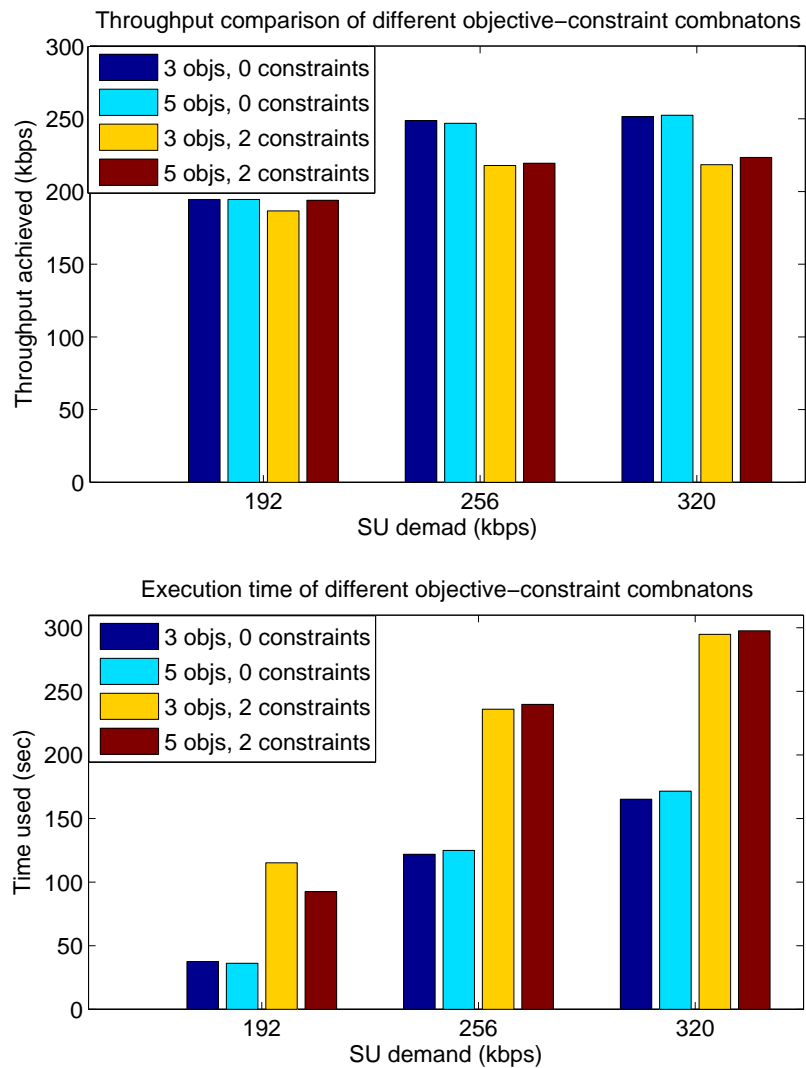 Throughput comparison of different objective−constraint combnatons
Throughput achieved (kbps)
300
250
200
150
100
50
0
3 objs, 0 constraints
5 objs, 0 constraints
3 objs, 2 constraints
5 objs, 2 constraints
192
256
320
SU demad (kbps)
Execution time of different objective−constraint combnatons
Time used (sec)
300
250
200
150
100
50
0
3 objs, 0 constraints
5 objs, 0 constraints
3 objs, 2 constraints
5 objs, 2 constraints
192
256
320
SU demand (kbps)